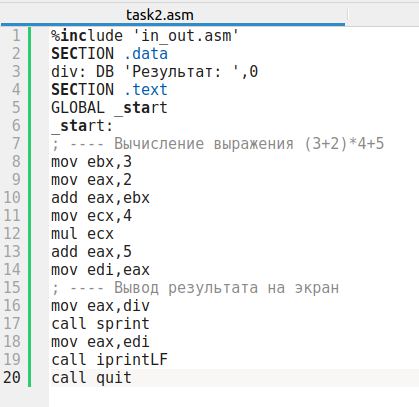 task2.asm
1 %include 'in_out.asm'
2 SECTION .data
3 div: DB 'Результат: ',0
4 SECTION .text
5 GLOBAL _start
6 _start:
7 ; ---- Вычисление выражения (3+2)*4+5
8 mov ebx,3
9 mov eax,2
10 add eax,ebx
11 mov ecx,4
12 mul ecx
13 add eax,5
14 mov edi,eax
15 ; ---- Вывод результата на экран
16 mov eax,div
17 call sprint
18 mov eax,edi
19 call iprintLF
20 call quit